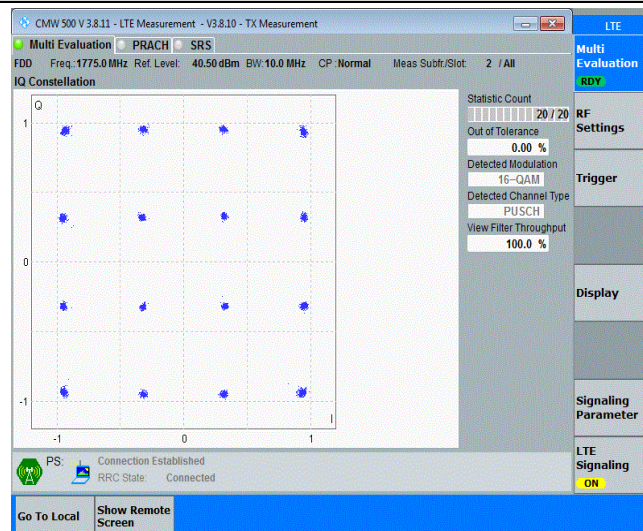 CMW 500 V 3.8.11 - LTE Measurement - V3.8.10 - TX Measurement
LTE
Multi Evaluation PRACH SRS
FDD Freq.:1775.0 MHz Ref. Level: 40.50 dBm BW:10.0 MHz CP :Normal Meas Subfr./Slot: 2 / All
IQ Constellation
Q
1
0
-1
-1
0
1
I
Statistic Count
20 / 20
Out of Tolerance
0.00 %
Detected Modulation
16-QAM
Detected Channel Type
PUSCH
View Filter Throughput
100.0 %
Multi
Evaluation
RDY
RF
Settings
Trigger
Display
Signaling
Parameter
LTE
Signaling
ON
PS: Connection Established
RRC State: Connected
Go To Local
Show Remote
Screen